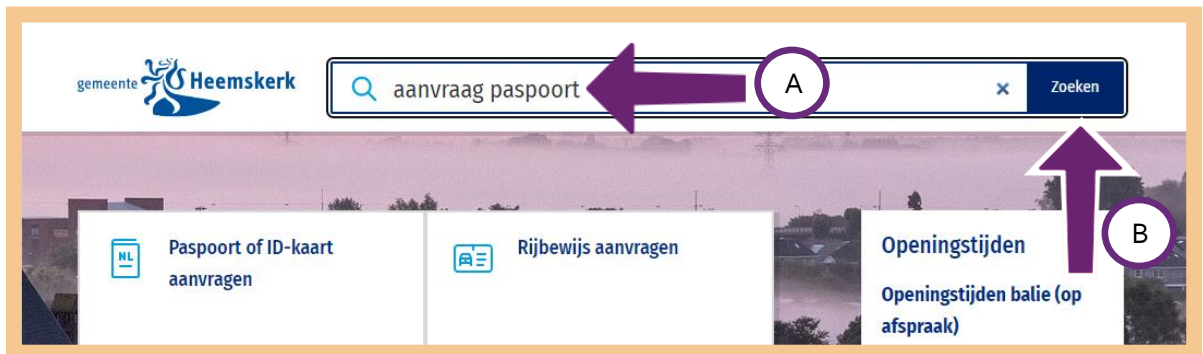 gemeente Heemskerk
aanvraag paspoort
A
× Zoeken
NL
Paspoort of ID-kaart
aanvragen
Rijbewijs aanvragen
Openingstijden
Openingstijden balie (op
afspraak)
B